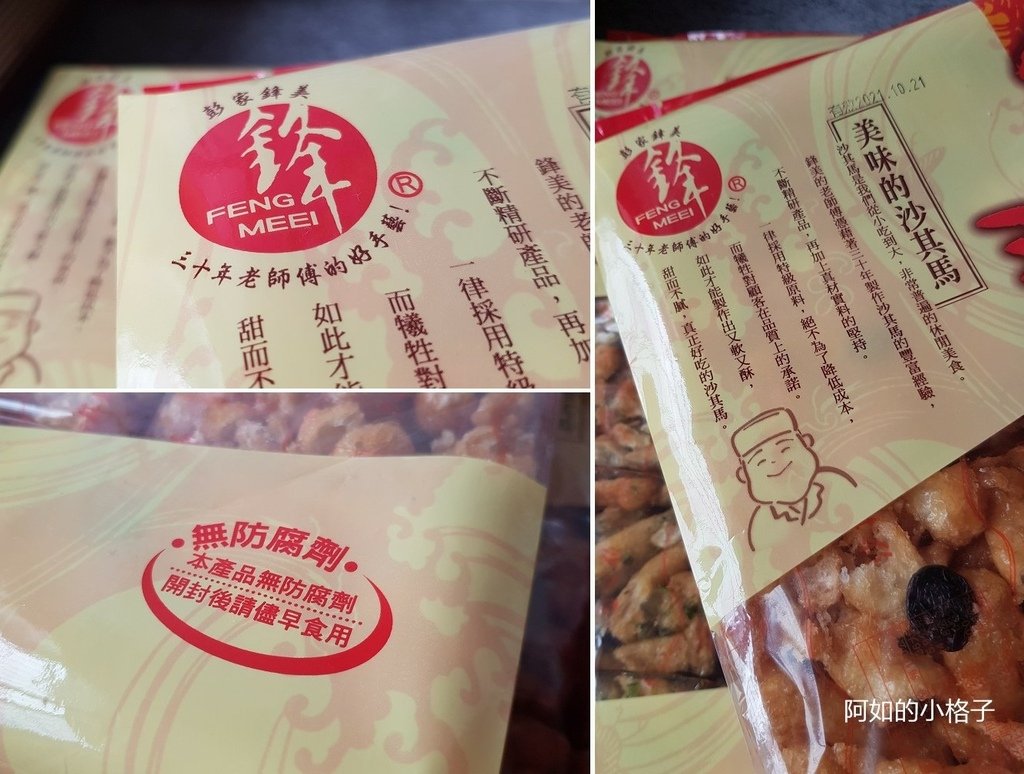 彭家鋒美
鋒
FENG
MEEI
®
三十年老師傅的好手藝!
鋒美的老
不斷精研產品,再加
一律採用特級
而犧牲對
如此才能
甜而不
無防腐劑
本產品無防腐劑
開封後請儘早食用
彭家鋒美
鋒
FENG
MEEI
®
三十年老師傅的好手藝!
2021.10.21
美味的沙其馬
沙其馬是我們從小吃到大,非常普遍的休閒美食。
鋒美的老師傅憑藉著三十年製作沙其馬的豐富經驗,
不斷精研產品,再加上真材實料的堅持。
一律採用特級原料,絕不為了降低成本,
而犧牲對顧客在品質上的承諾。
如此才能製作出又軟又酥,
甜而不膩,真正好吃的沙其馬。
阿如的小格子